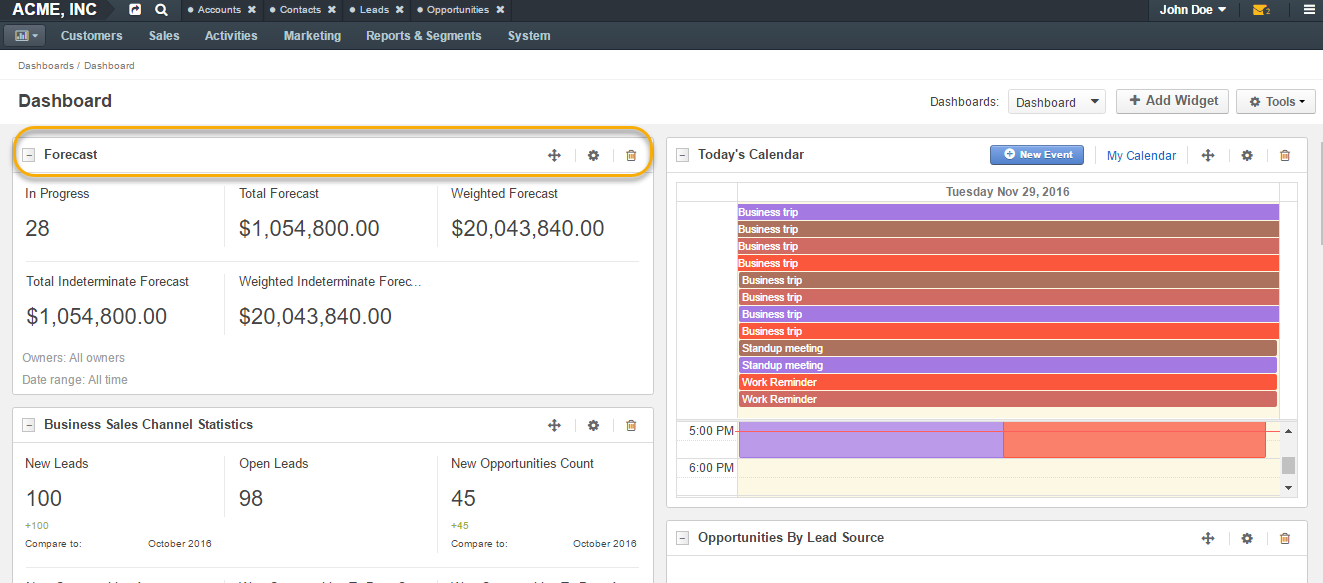 ACME, INC
Accounts
Contacts
Leads
Opportunities
John Doe
2
Customers
Sales
Activities
Marketing
Reports & Segments
System
Dashboards / Dashboard
Dashboard
Dashboards:
Dashboard
Add Widget
Tools
Forecast
In Progress
Total Forecast
Weighted Forecast
28
$1,054,800.00
$20,043,840.00
Total Indeterminate Forecast
Weighted Indeterminate Forec...
$1,054,800.00
$20,043,840.00
Owners: All owners
Date range: All time
Business Sales Channel Statistics
New Leads
Open Leads
New Opportunities Count
100
98
45
+100
+45
Compare to:
October 2016
Compare to:
October 2016
Today's Calendar
New Event
My Calendar
Tuesday Nov 29, 2016
Business trip
Business trip
Business trip
Business trip
Business trip
Business trip
Business trip
Business trip
Standup meeting
Standup meeting
Work Reminder
Work Reminder
5:00 PM
6:00 PM
Opportunities By Lead Source